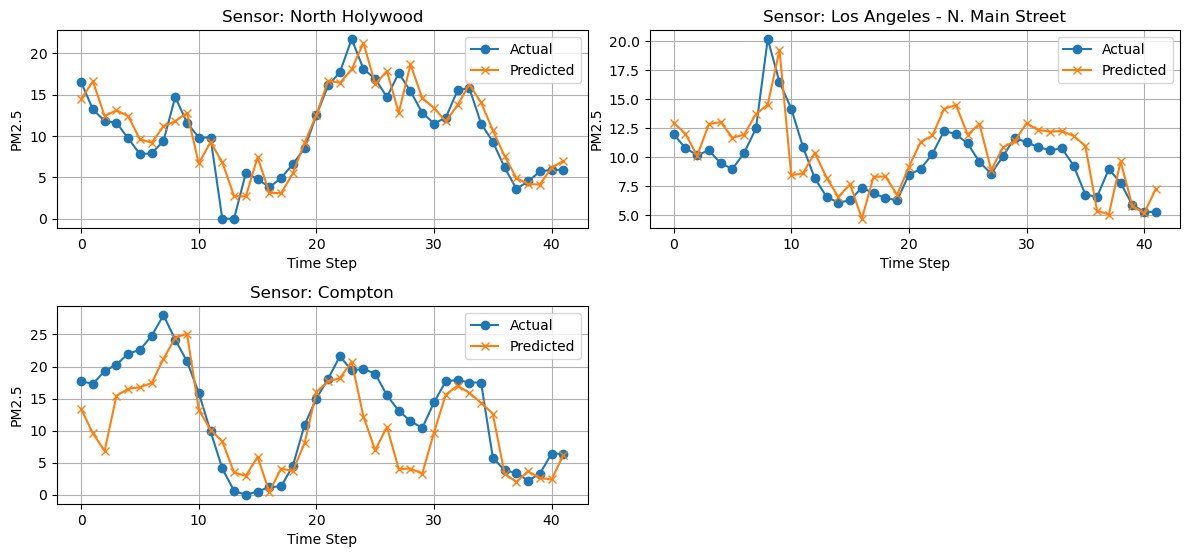 Sensor: North Holywood
PM2.5
20
15
10
5
0
Actual
Predicted
0 10 20 30 40
Time Step
Sensor: Los Angeles - N. Main Street
PM2.5
20.0
17.5
15.0
12.5
10.0
7.5
5.0
Actual
Predicted
0 10 20 30 40
Time Step
Sensor: Compton
PM2.5
25
20
15
10
5
0
Actual
Predicted
0 10 20 30 40
Time Step